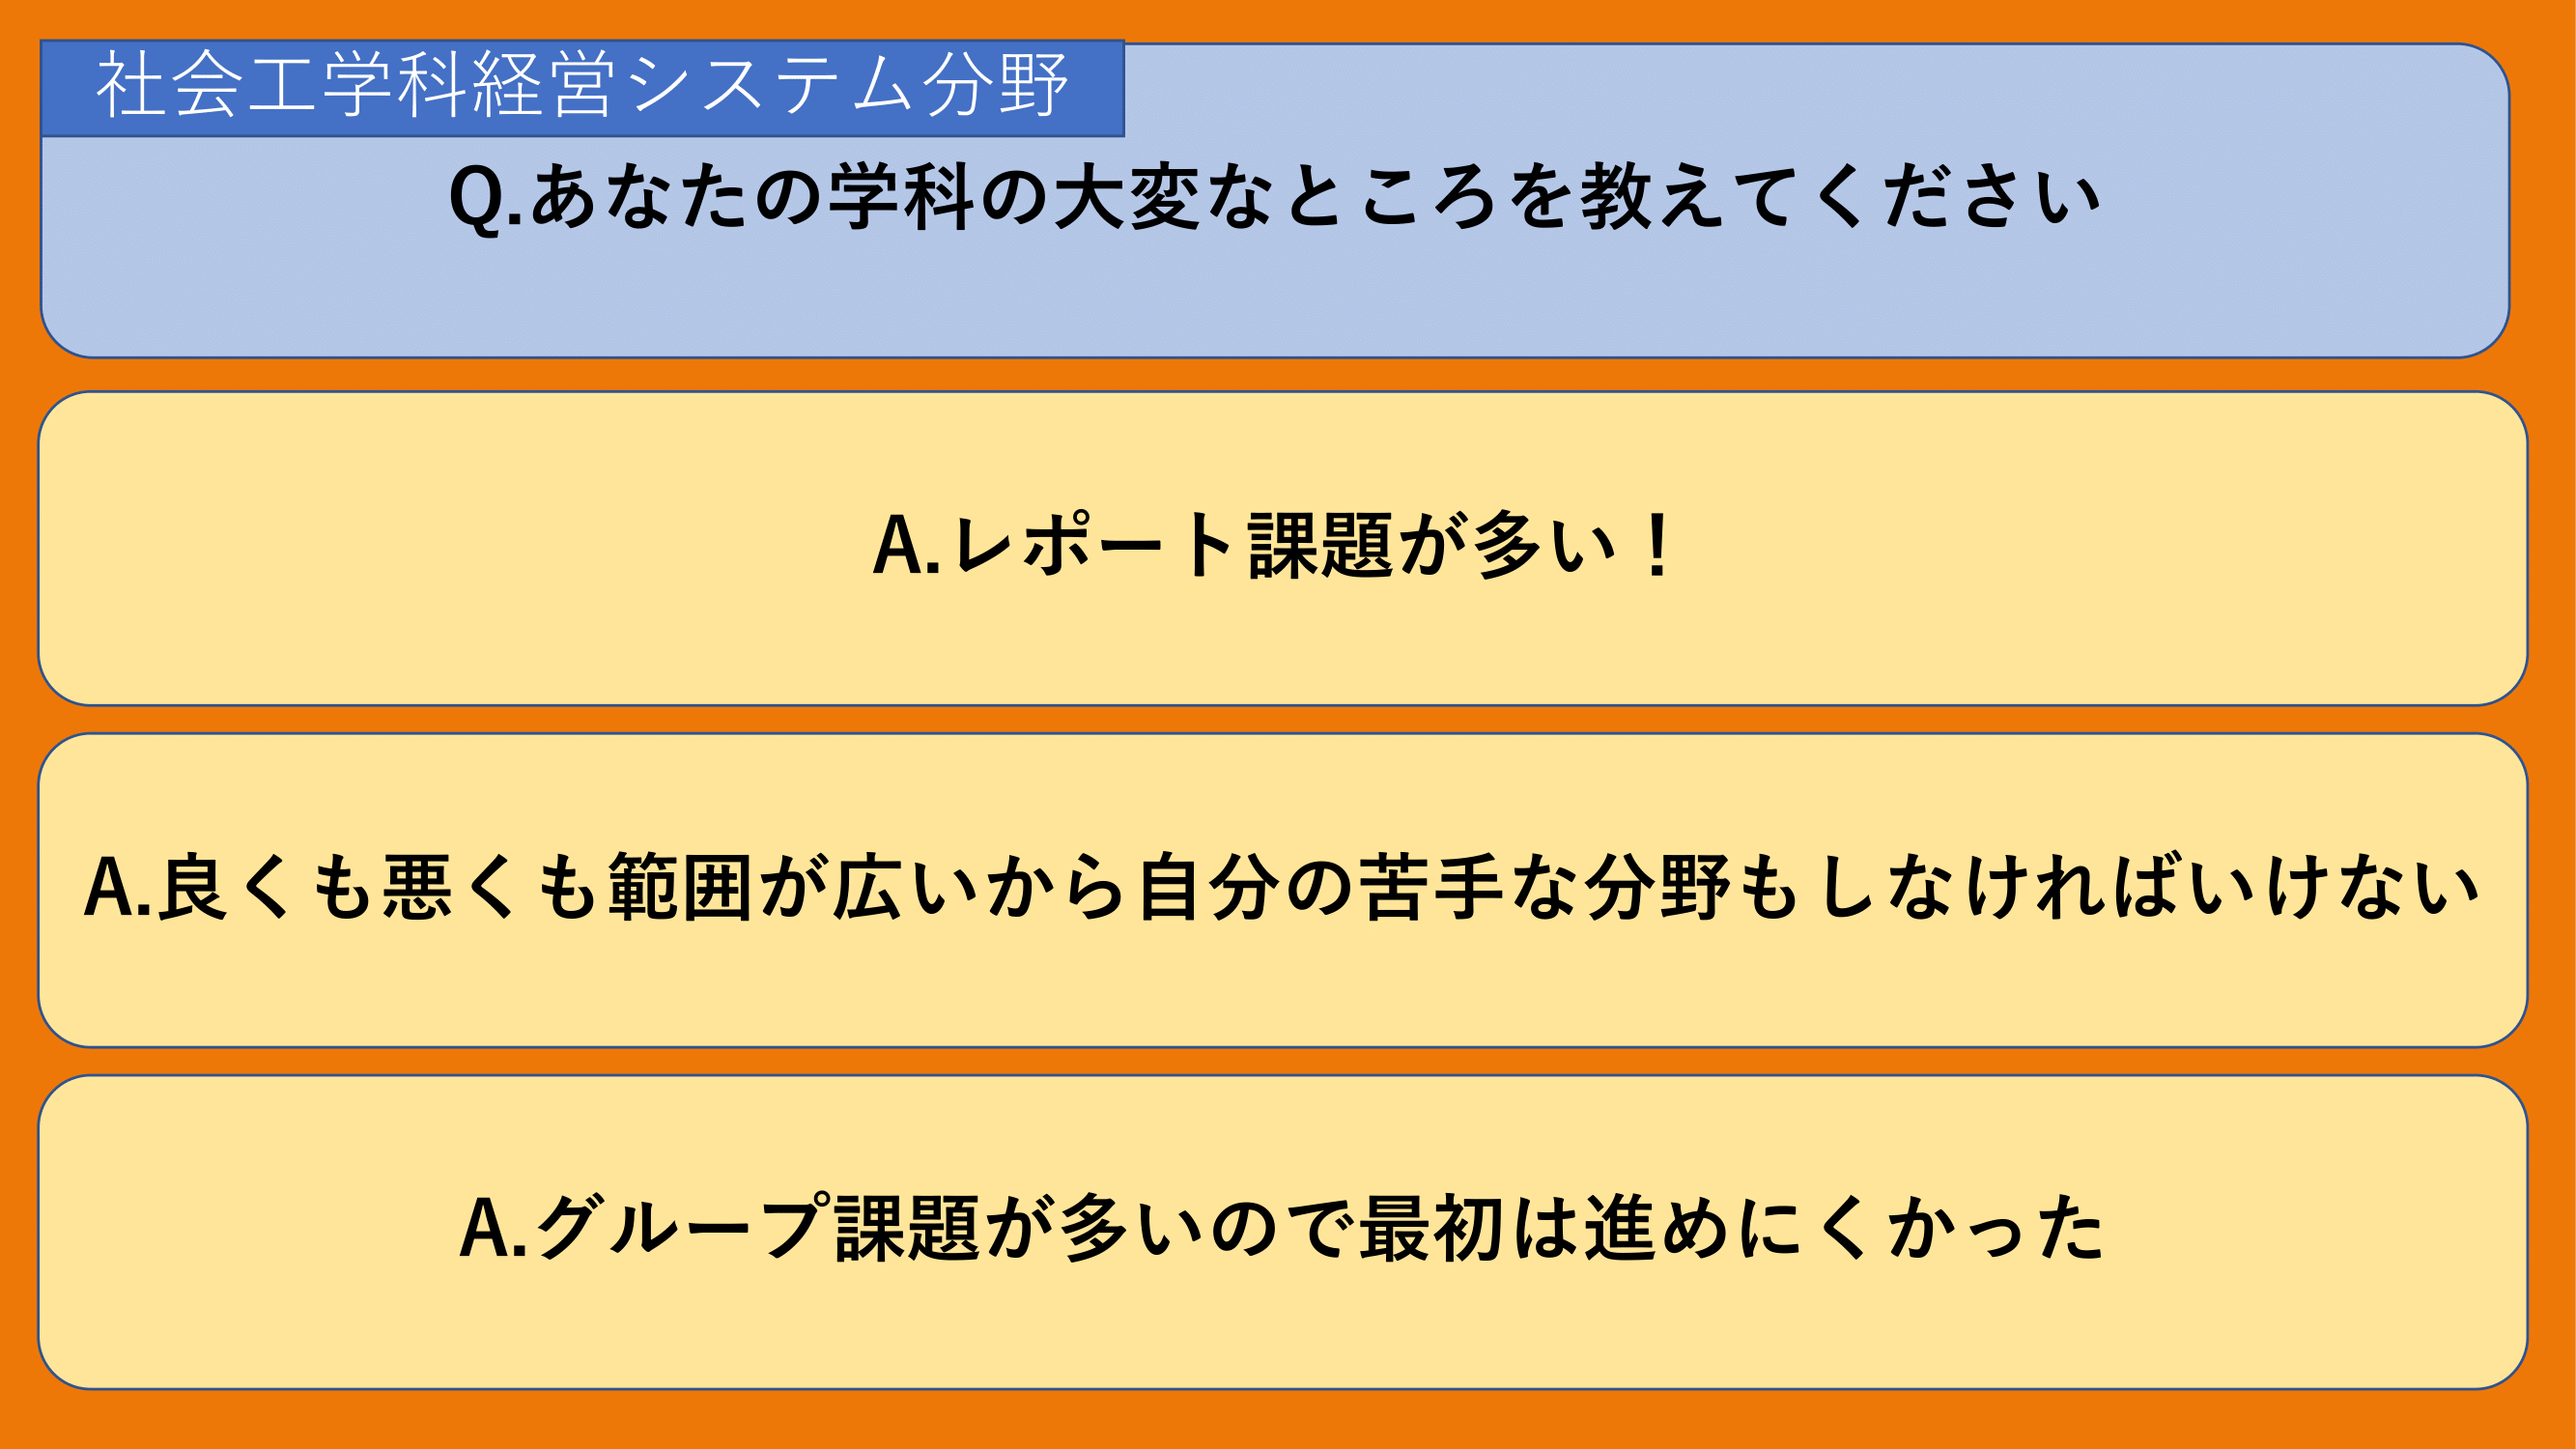 社会工学科経営システム分野
Q.あなたの学科の大変なところを教えてください
A.レポート課題が多い！
A.良くも悪くも範囲が広いから自分の苦手な分野もしなければいけない
A.グループ課題が多いので最初は進めにくかった